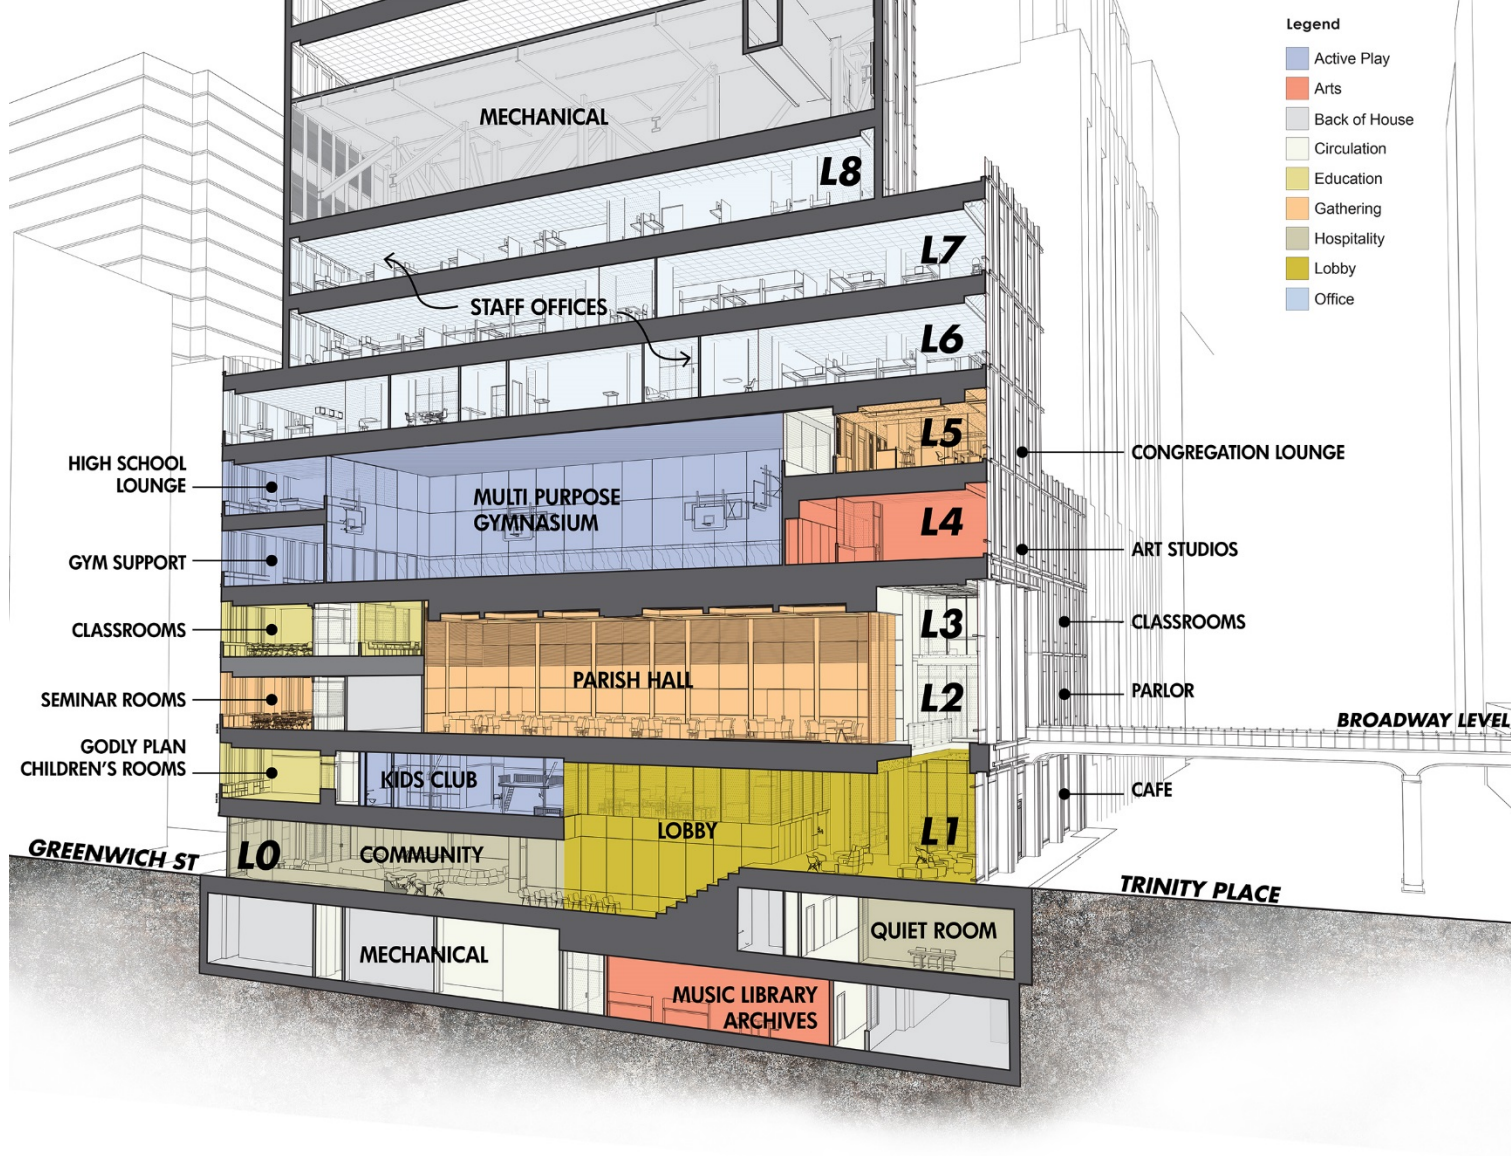 Legend
Active Play
Arts
Back of House
Circulation
Education
Gathering
Hospitality
Lobby
Office
MECHANICAL
L8
L7
STAFF OFFICES
L6
L5
HIGH SCHOOL
LOUNGE
MULTI PURPOSE
GYMNASIUM
CONGREGATION LOUNGE
L4
GYM SUPPORT
ART STUDIOS
CLASSROOMS
L3
CLASSROOMS
SEMINAR ROOMS
PARISH HALL
L2
PARLOR
BROADWAY LEVEL
GODLY PLAN
CHILDREN'S ROOMS
KIDS CLUB
CAFE
LOBBY
L1
GREENWICH ST
L0
COMMUNITY
TRINITY PLACE
QUIET ROOM
MECHANICAL
MUSIC LIBRARY
ARCHIVES